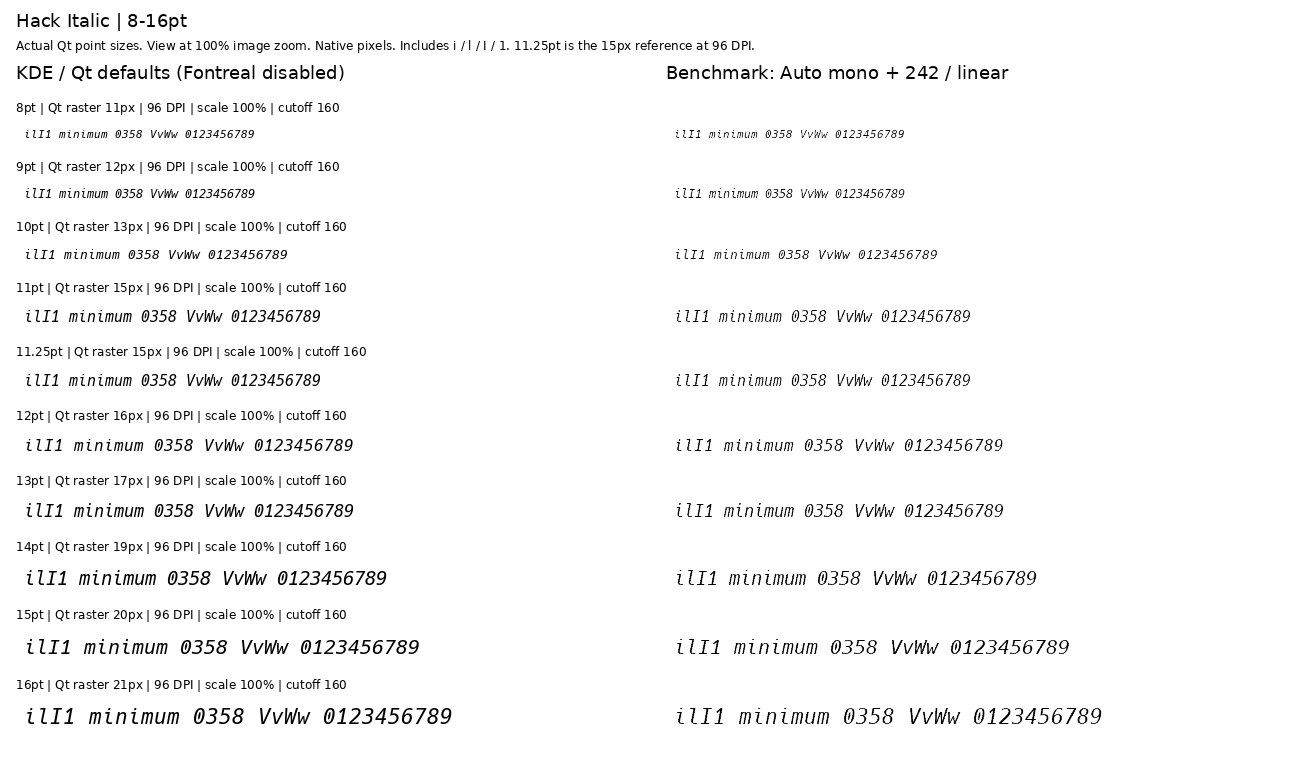 Hack Italic | 8-16pt
Actual Qt point sizes. View at 100% image zoom. Native pixels. Includes i / l / I / 1. 11.25pt is the 15px reference at 96 DPI.
KDE / Qt defaults (Fontreal disabled)
Benchmark: Auto mono + 242 / linear
8pt | Qt raster 11px | 96 DPI | scale 100% | cutoff 160
ilI1 minimum 0358 VvWw 0123456789
ilI1 minimum 0358 VvWw 0123456789
9pt | Qt raster 12px | 96 DPI | scale 100% | cutoff 160
ilI1 minimum 0358 VvWw 0123456789
ilI1 minimum 0358 VvWw 0123456789
10pt | Qt raster 13px | 96 DPI | scale 100% | cutoff 160
ilI1 minimum 0358 VvWw 0123456789
ilI1 minimum 0358 VvWw 0123456789
11pt | Qt raster 15px | 96 DPI | scale 100% | cutoff 160
ilI1 minimum 0358 VvWw 0123456789
ilI1 minimum 0358 VvWw 0123456789
11.25pt | Qt raster 15px | 96 DPI | scale 100% | cutoff 160
ilI1 minimum 0358 VvWw 0123456789
ilI1 minimum 0358 VvWw 0123456789
12pt | Qt raster 16px | 96 DPI | scale 100% | cutoff 160
ilI1 minimum 0358 VvWw 0123456789
ilI1 minimum 0358 VvWw 0123456789
13pt | Qt raster 17px | 96 DPI | scale 100% | cutoff 160
ilI1 minimum 0358 VvWw 0123456789
ilI1 minimum 0358 VvWw 0123456789
14pt | Qt raster 19px | 96 DPI | scale 100% | cutoff 160
ilI1 minimum 0358 VvWw 0123456789
ilI1 minimum 0358 VvWw 0123456789
15pt | Qt raster 20px | 96 DPI | scale 100% | cutoff 160
ilI1 minimum 0358 VvWw 0123456789
ilI1 minimum 0358 VvWw 0123456789
16pt | Qt raster 21px | 96 DPI | scale 100% | cutoff 160
ilI1 minimum 0358 VvWw 0123456789
ilI1 minimum 0358 VvWw 0123456789